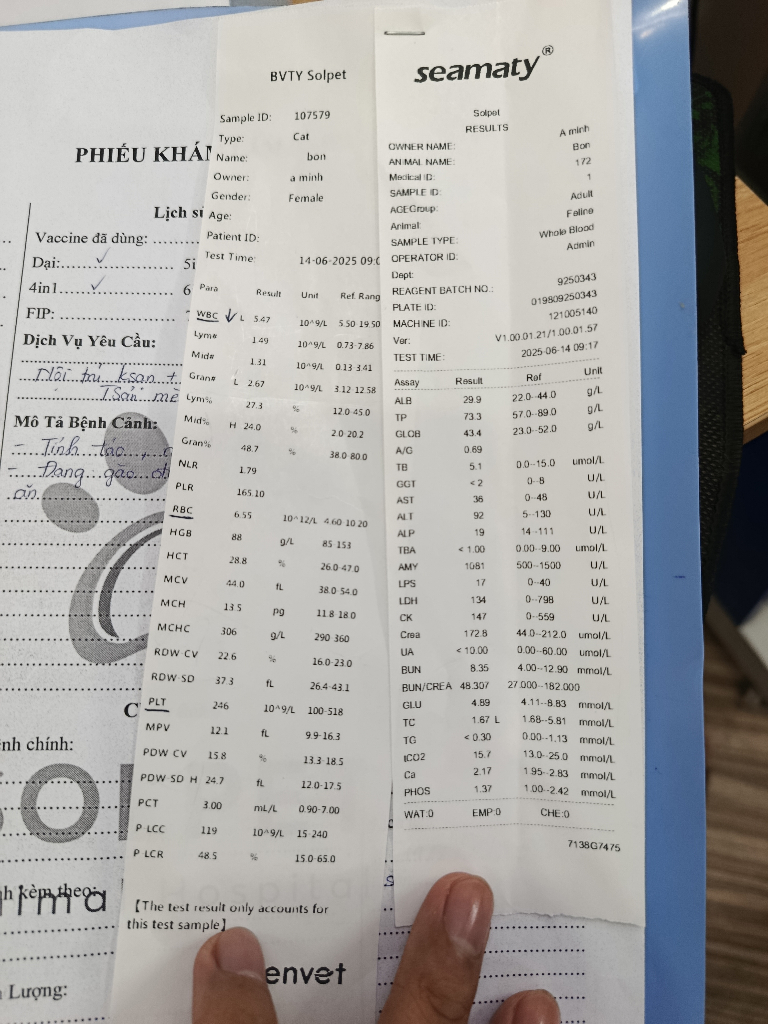 PHIẾU KHÁM
Lịch sử
Vaccine đã dùng:
Dại: ✓ 5i
4in1 ✓ 6
FIP:
Dịch Vụ Yêu Cầu:
Nội trú ksan +
Mô Tả Bệnh Cảnh:
- Tỉnh táo,
- Đang gào
ăn
C
nh chính:
h kèm theo:
Lượng:
BVTY Solpet
Sample ID: 107579
Type: Cat
Name: bon
Owner: a minh
Gender: Female
Age:
Patient ID:
Test Time: 14-06-2025 09:0
Para Result Unit Ref. Rang
WBC ↓ L 5.47 10^9/L 5.50-19.50
Lym# 1.49 10^9/L 0.73-7.86
Mid# 1.31 10^9/L 0.13-3.41
Gran# L 2.67 10^9/L 3.12-12.58
Lym% 27.3 % 12.0-45.0
Mid% H 24.0 % 2.0-20.2
Gran% 48.7 % 38.0-80.0
NLR 1.79
PLR 165.10
RBC 6.55 10^12/L 4.60-10.20
HGB 88 g/L 85-153
HCT 28.8 % 26.0-47.0
MCV 44.0 fL 38.0-54.0
MCH 13.5 pg 11.8-18.0
MCHC 306 g/L 290-360
RDW-CV 22.6 % 16.0-23.0
RDW-SD 37.3 fL 26.4-43.1
PLT 246 10^9/L 100-518
MPV 12.1 fL 9.9-16.3
PDW-CV 15.8 % 13.3-18.5
PDW-SD H 24.7 fL 12.0-17.5
PCT 3.00 mL/L 0.90-7.00
P-LCC 119 10^9/L 15-240
P-LCR 48.5 % 15.0-65.0
【The test result only accounts for
this test sample】
envet
seamaty®
Solpet
RESULTS
OWNER NAME: A minh
ANIMAL NAME: Bon
Medical ID: 172
SAMPLE ID: 1
AGEGroup: Adult
Animal: Feline
SAMPLE TYPE: Whole Blood
OPERATOR ID: Admin
Dept:
REAGENT BATCH NO.: 9250343
PLATE ID: 019809250343
MACHINE ID: 121005140
Ver: V1.00.01.21/1.00.01.57
TEST TIME: 2025-06-14 09:17
Assay Result Ref Unit
ALB 29.9 22.0--44.0 g/L
TP 73.3 57.0--89.0 g/L
GLOB 43.4 23.0--52.0 g/L
A/G 0.69
TB 5.1 0.0--15.0 umol/L
GGT < 2 0--8 U/L
AST 36 0--48 U/L
ALT 92 5--130 U/L
ALP 19 14--111 U/L
TBA < 1.00 0.00--9.00 umol/L
AMY 1081 500--1500 U/L
LPS 17 0--40 U/L
LDH 134 0--798 U/L
CK 147 0--559 U/L
Crea 172.8 44.0--212.0 umol/L
UA < 10.00 0.00--60.00 umol/L
BUN 8.35 4.00--12.90 mmol/L
BUN/CREA 48.307 27.000--182.000
GLU 4.89 4.11--8.83 mmol/L
TC 1.67 L 1.68--5.81 mmol/L
TG < 0.30 0.00--1.13 mmol/L
tCO2 15.7 13.0--25.0 mmol/L
Ca 2.17 1.95--2.83 mmol/L
PHOS 1.37 1.00--2.42 mmol/L
WAT:0 EMP:0 CHE:0
7138G7475